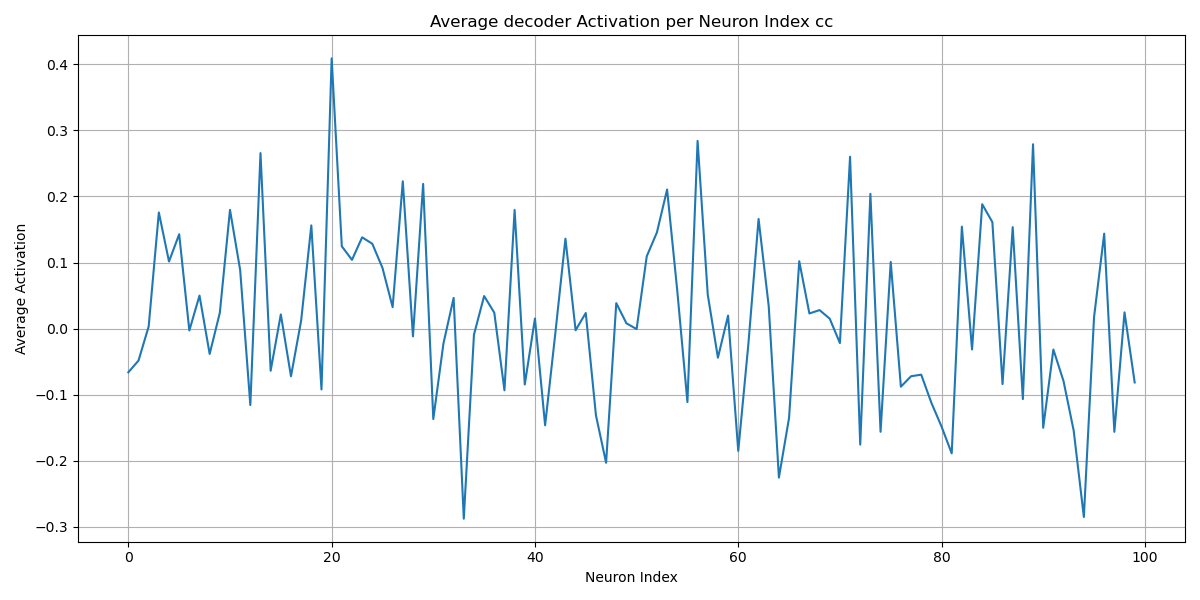 Average decoder Activation per Neuron Index cc
Average Activation
0.4
0.3
0.2
0.1
0.0
−0.1
−0.2
−0.3
0 20 40 60 80 100
Neuron Index